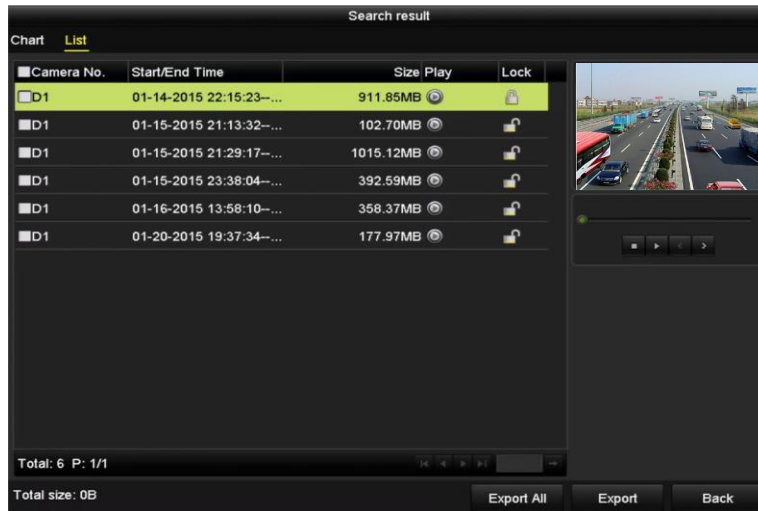 Search result
Chart List
Camera No. Start/End Time Size Play Lock
D1 01-14-2015 22:15:23--... 911.85MB
D1 01-15-2015 21:13:32--... 102.70MB
D1 01-15-2015 21:29:17--... 1015.12MB
D1 01-15-2015 23:38:04--... 392.59MB
D1 01-16-2015 13:58:10--... 358.37MB
D1 01-20-2015 19:37:34--... 177.97MB
Total: 6 P: 1/1
Total size: 0B Export All Export Back